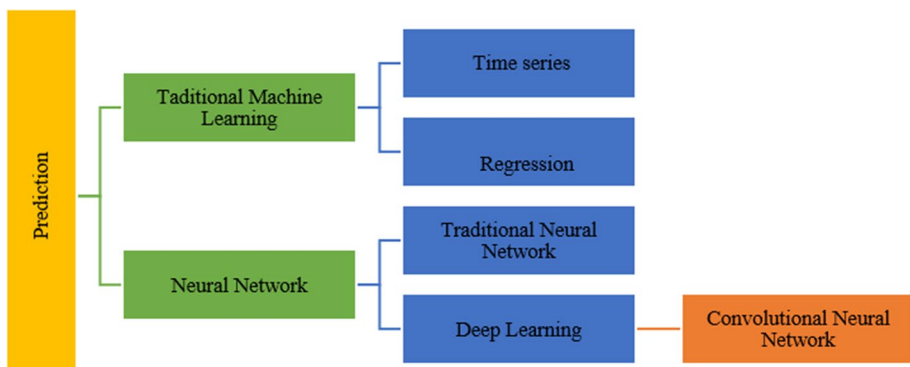 Prediction
Taditional Machine
Learning
Time series
Regression
Neural Network
Traditional Neural
Network
Deep Learning
Convolutional Neural
Network